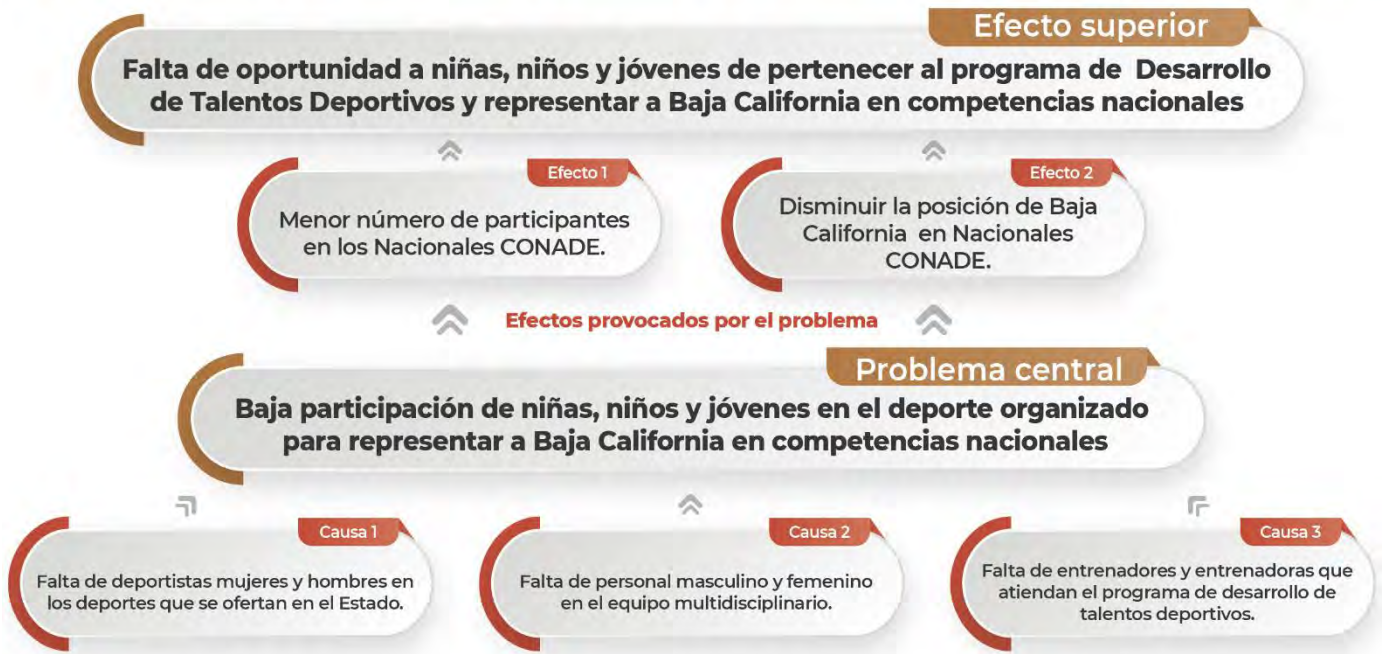 Efecto superior
Falta de oportunidad a niñas, niños y jóvenes de pertenecer al programa de Desarrollo
de Talentos Deportivos y representar a Baja California en competencias nacionales
Efecto 1
Menor número de participantes
en los Nacionales CONADE.
Efecto 2
Disminuir la posición de Baja
California en Nacionales
CONADE.
Efectos provocados por el problema
Problema central
Baja participación de niñas, niños y jóvenes en el deporte organizado
para representar a Baja California en competencias nacionales
Causa 1
Falta de deportistas mujeres y hombres en
los deportes que se ofertan en el Estado.
Causa 2
Falta de personal masculino y femenino
en el equipo multidisciplinario.
Causa 3
Falta de entrenadores y entrenadoras que
atiendan el programa de desarrollo de
talentos deportivos.